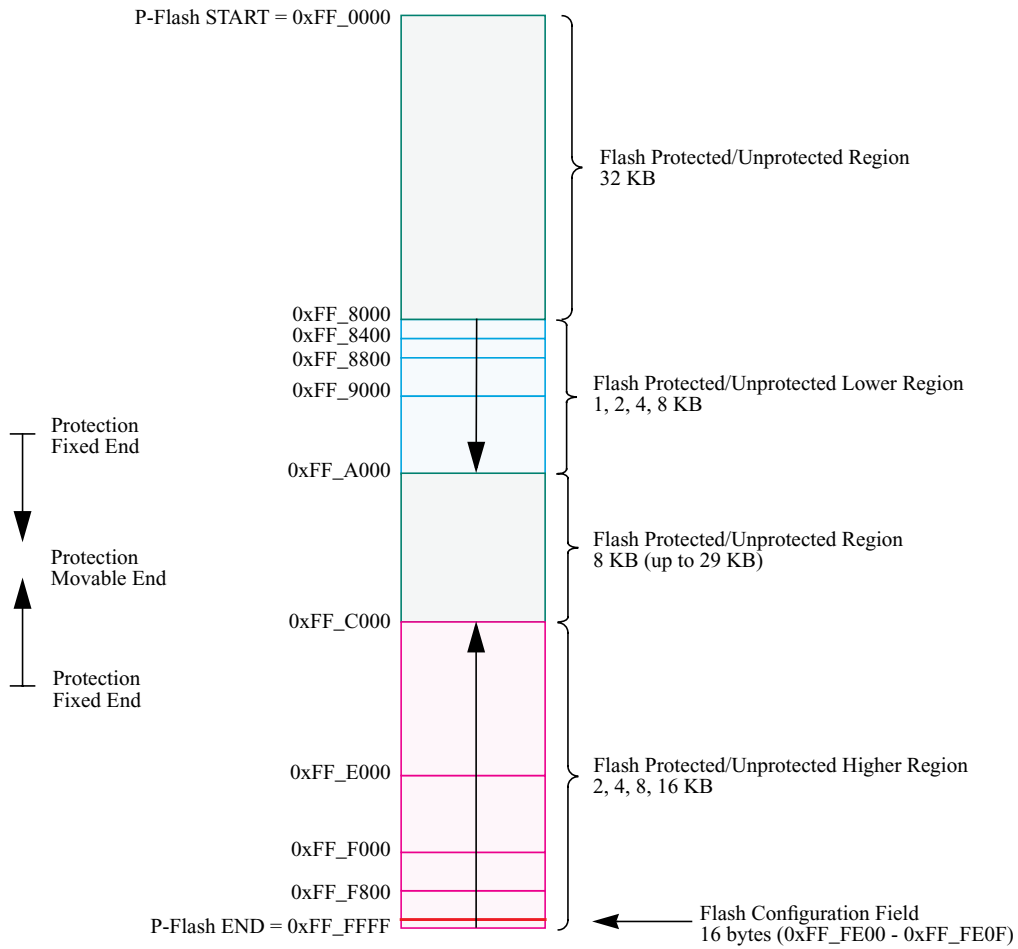 P-Flash START = 0xFF_0000
Flash Protected/Unprotected Region
32 KB
0xFF_8000
0xFF_8400
0xFF_8800
0xFF_9000
Flash Protected/Unprotected Lower Region
1, 2, 4, 8 KB
Protection
Fixed End
0xFF_A000
Protection
Movable End
Flash Protected/Unprotected Region
8 KB (up to 29 KB)
0xFF_C000
Protection
Fixed End
0xFF_E000
Flash Protected/Unprotected Higher Region
2, 4, 8, 16 KB
0xFF_F000
0xFF_F800
P-Flash END = 0xFF_FFFF
Flash Configuration Field
16 bytes (0xFF_FE00 - 0xFF_FE0F)